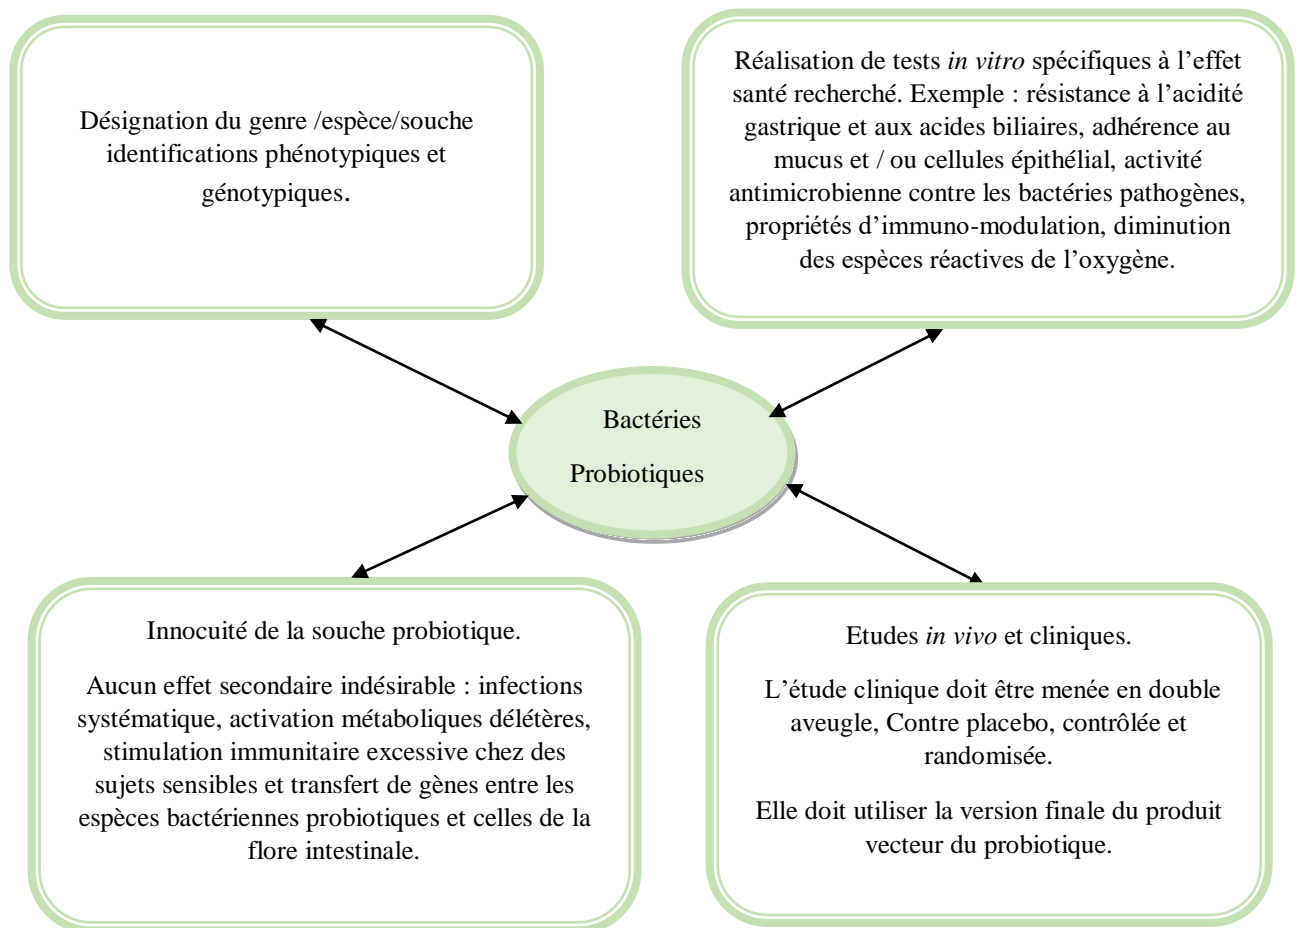 Désignation du genre /espèce/souche
identifications phénotypiques et
génotypiques.
Réalisation de tests in vitro spécifiques à l’effet
santé recherché. Exemple : résistance à l’acidité
gastrique et aux acides biliaires, adhérence au
mucus et / ou cellules épithélial, activité
antimicrobienne contre les bactéries pathogènes,
propriétés d’immuno-modulation, diminution
des espèces réactives de l’oxygène.
Bactéries
Probiotiques
Innocuité de la souche probiotique.
Aucun effet secondaire indésirable : infections
systématique, activation métaboliques délétères,
stimulation immunitaire excessive chez des
sujets sensibles et transfert de gènes entre les
espèces bactériennes probiotiques et celles de la
flore intestinale.
Etudes in vivo et cliniques.
L’étude clinique doit être menée en double
aveugle, Contre placebo, contrôlée et
randomisée.
Elle doit utiliser la version finale du produit
vecteur du probiotique.